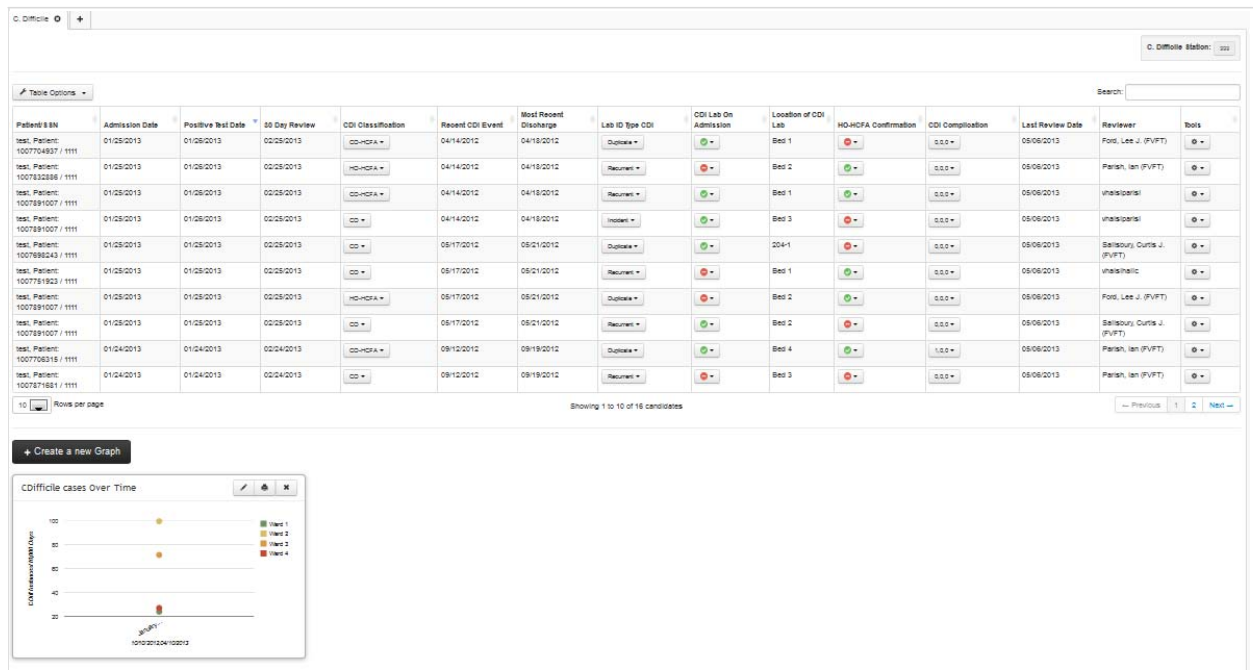 C. Difficile
+
C. Difficile Station:
Table Options
Search:
Patient/SSN Admission Date Positive Test Date 30 Day Review CDI Classification Recent CDI Event Most Recent Discharge Lab ID Type CDI CDI Lab On Admission Location of CDI Lab HO-HCFA Confirmation CDI Complication Last Review Date Reviewer Tools
test, Patient: 01/25/2013 01/26/2013 02/25/2013 CO-HCFA 04/14/2012 04/18/2012 Duplicate Bed 1 0,0,0 05/06/2013 Ford, Lee J. (FVFT)
1007704937 / 1111
test, Patient: 01/25/2013 01/26/2013 02/25/2013 HO-HCFA 04/14/2012 04/18/2012 Recurrent Bed 2 0,0,0 05/06/2013 Parish, Ian (FVFT)
1007832886 / 1111
test, Patient: 01/25/2013 01/26/2013 02/25/2013 CO-HCFA 04/14/2012 04/18/2012 Recurrent Bed 1 0,0,0 05/06/2013 vhaislparisi
1007891007 / 1111
test, Patient: 01/25/2013 01/26/2013 02/25/2013 CO 04/14/2012 04/18/2012 Incident Bed 3 0,0,0 05/06/2013 vhaislparisi
1007891007 / 1111
test, Patient: 01/25/2013 01/25/2013 02/25/2013 CO 05/17/2012 05/21/2012 Duplicate 204-1 0,0,0 05/06/2013 Salisbury, Curtis J. (FVFT)
1007698243 / 1111
test, Patient: 01/25/2013 01/25/2013 02/25/2013 CO 05/17/2012 05/21/2012 Recurrent Bed 1 0,0,0 05/06/2013
1007751923 / 1111
test, Patient: 01/25/2013 01/25/2013 02/25/2013 HO-HCFA 05/17/2012 05/21/2012 Duplicate Bed 2 0,0,0 05/06/2013 Ford, Lee J. (FVFT)
1007891007 / 1111
test, Patient: 01/25/2013 01/25/2013 02/25/2013 CO 05/17/2012 05/21/2012 Recurrent Bed 2 0,0,0 05/06/2013 Salisbury, Curtis J. (FVFT)
1007891007 / 1111
test, Patient: 01/24/2013 01/24/2013 02/24/2013 CO-HCFA 09/12/2012 09/19/2012 Duplicate Bed 4 1,0,0 05/06/2013 Parish, Ian (FVFT)
1007706315 / 1111
test, Patient: 01/24/2013 01/24/2013 02/24/2013 CO 09/12/2012 09/19/2012 Recurrent Bed 3 0,0,0 05/06/2013 Parish, Ian (FVFT)
1007871681 / 1111
10 Rows per page
Showing 1 to 10 of 16 candidates
← Previous 1 2 Next →
+ Create a new Graph
CDifficile cases Over Time
100
80
60
40
20
Ward 1
Ward 2
Ward 3
Ward 4
January...
10/10/2012,04/10/2013